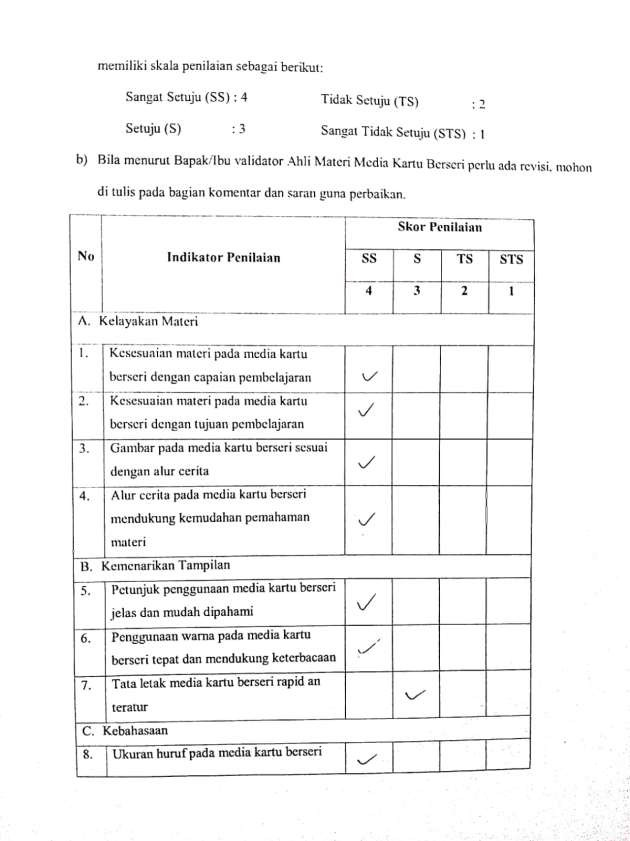 memiliki skala penilaian sebagai berikut:
Sangat Setuju (SS) : 4 Tidak Setuju (TS) : 2
Setuju (S) : 3 Sangat Tidak Setuju (STS) : 1
b) Bila menurut Bapak/Ibu validator Ahli Materi Media Kartu Berseri perlu ada revisi, mohon
di tulis pada bagian komentar dan saran guna perbaikan.
No Indikator Penilaian Skor Penilaian
SS S TS STS
4 3 2 1
A. Kelayakan Materi
1. Kesesuaian materi pada media kartu
berseri dengan capaian pembelajaran ✓
2. Kesesuaian materi pada media kartu
berseri dengan tujuan pembelajaran ✓
3. Gambar pada media kartu berseri sesuai
dengan alur cerita ✓
4. Alur cerita pada media kartu berseri
mendukung kemudahan pemahaman ✓
materi
B. Kemenarikan Tampilan
5. Petunjuk penggunaan media kartu berseri
jelas dan mudah dipahami ✓
6. Penggunaan warna pada media kartu
berseri tepat dan mendukung keterbacaan ✓
7. Tata letak media kartu berseri rapid an
teratur ✓
C. Kebahasaan
8. Ukuran huruf pada media kartu berseri ✓